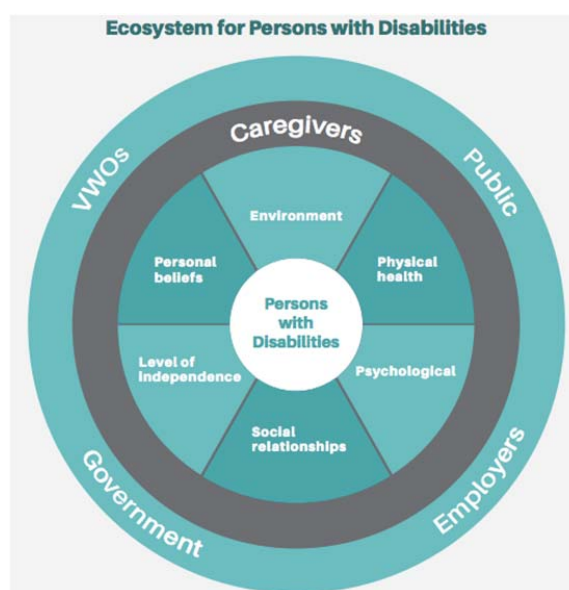 Ecosystem for Persons with Disabilities
Caregivers
VWOs
Public
Environment
Personal
beliefs
Physical
health
Persons
with
Disabilities
Level of
independence
Psychological
Social
relationships
Government
Employers